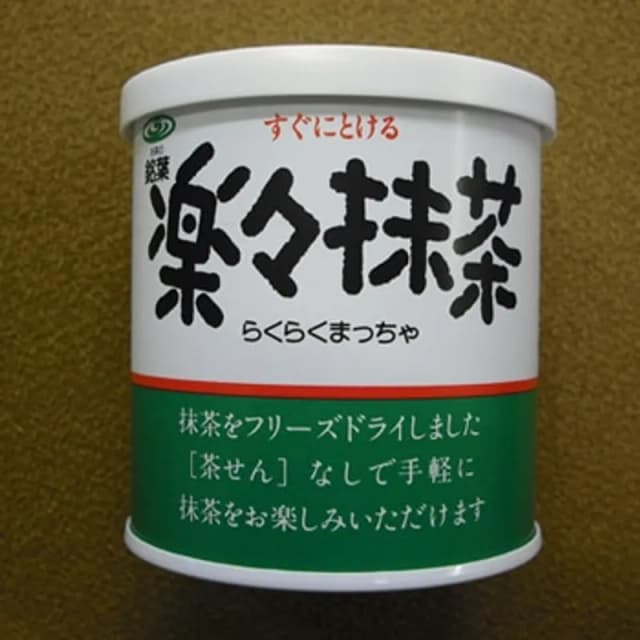 すぐにとける
銘葉
楽々抹茶
らくらくまっちゃ
抹茶をフリーズドライしました
［茶せん］なしで手軽に
抹茶をお楽しみいただけます